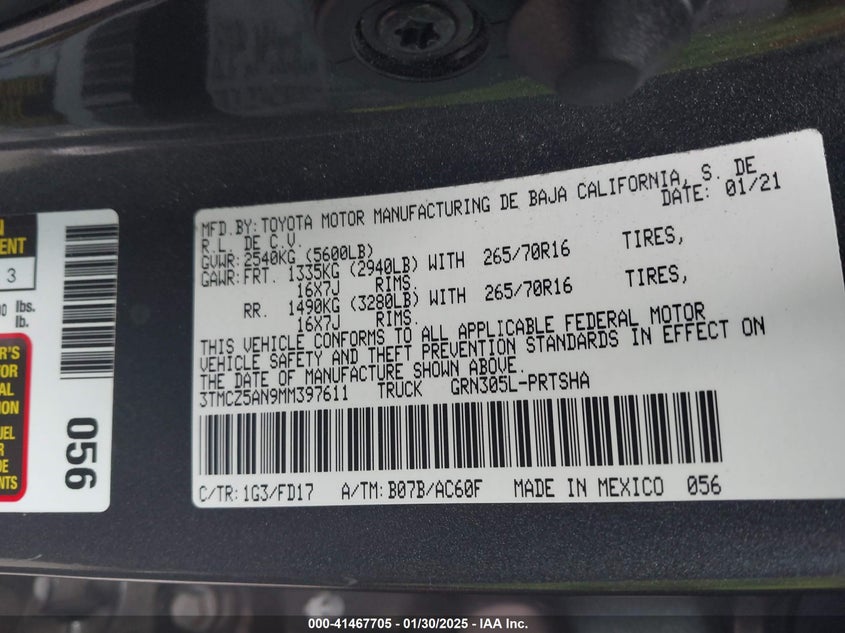 MFD.BY:TOYOTA MOTOR MANUFACTURING DE BAJA CALIFORNIA, S. DE
R.L. DE C.V. DATE: 01/21
GVWR:2540KG (5600LB)
GAWR:FRT. 1335KG (2940LB) WITH 265/70R16 TIRES,
16X7J RIMS.
RR. 1490KG (3280LB) WITH 265/70R16 TIRES,
16X7J RIMS.
THIS VEHICLE CONFORMS TO ALL APPLICABLE FEDERAL MOTOR
VEHICLE SAFETY AND THEFT PREVENTION STANDARDS IN EFFECT ON
THE DATE OF MANUFACTURE SHOWN ABOVE.
3TMCZ5AN9MM397611 TRUCK GRN305L-PRTSHA
C/TR:1G3/FD17 A/TM:B07B/AC60F MADE IN MEXICO 056
3
lbs.
lb.
056
000-41467705 - 01/30/2025 - IAA Inc.